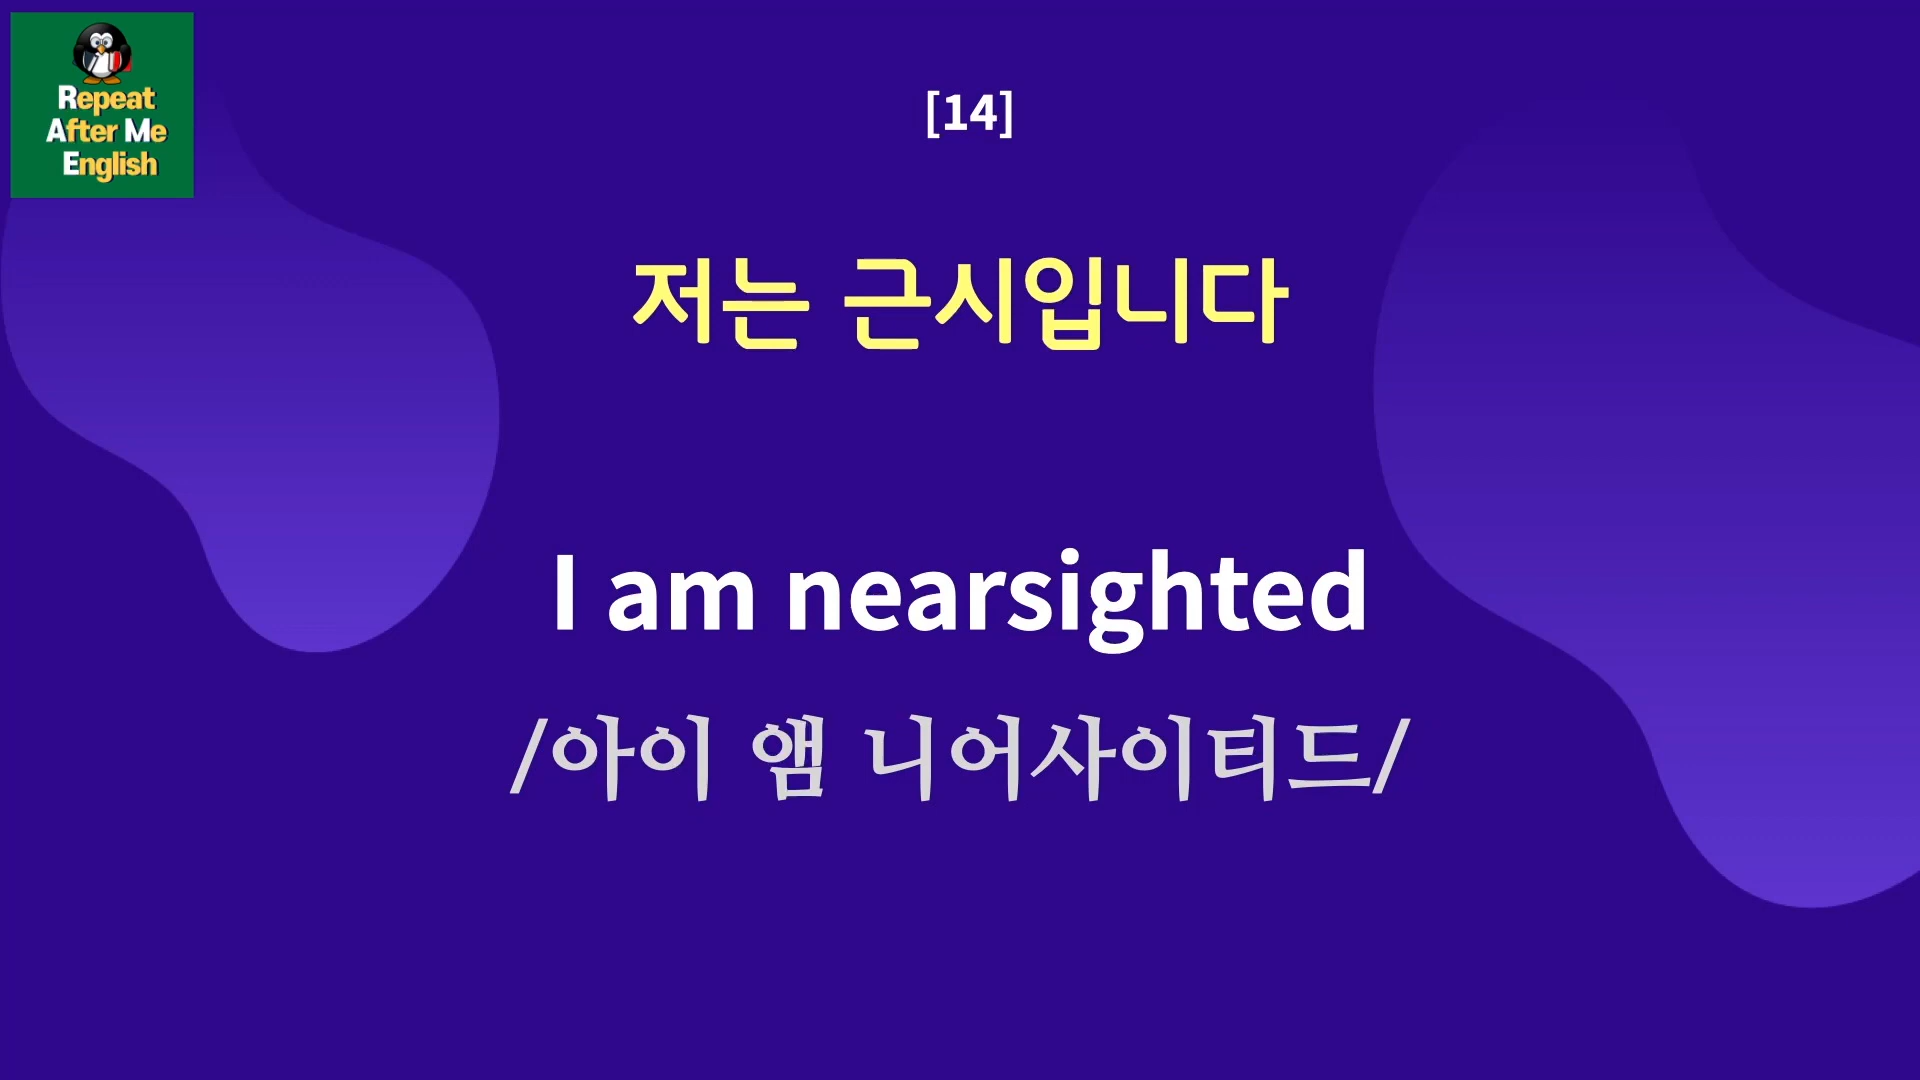 Repeat
After Me
English
[14]
저는 근시입니다
I am nearsighted
/아이 앰 니어사이티드/